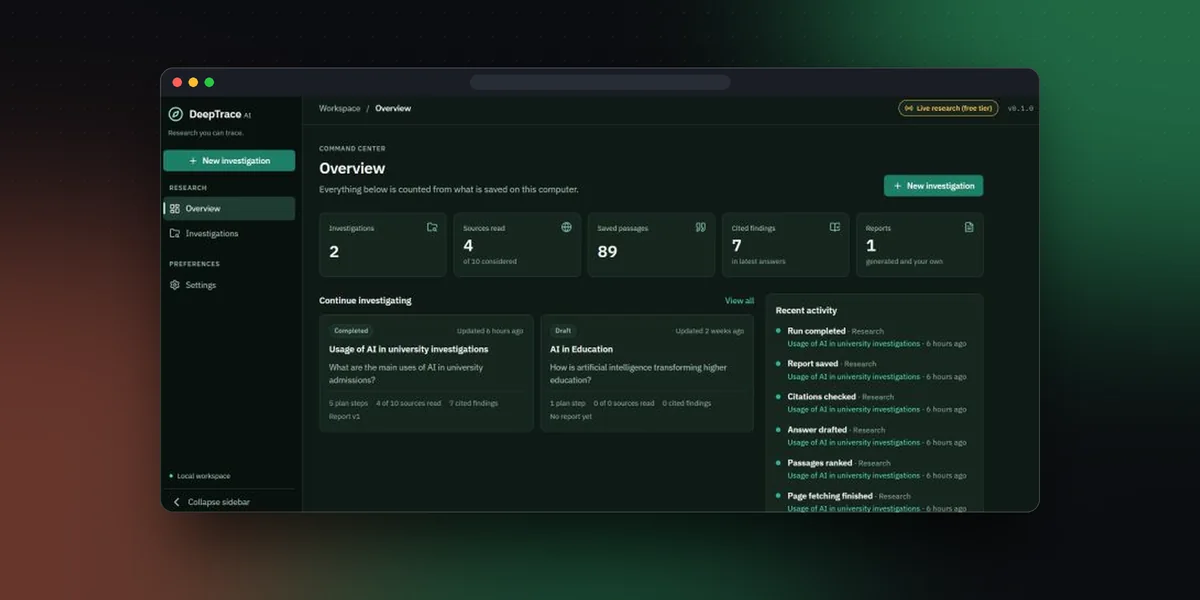 DeepTrace AI
Research you can trace.
+ New investigation
RESEARCH
Overview
Investigations
PREFERENCES
Settings
Local workspace
Collapse sidebar
Workspace / Overview
Live research (free tier)
v0.1.0
COMMAND CENTER
Overview
Everything below is counted from what is saved on this computer.
+ New investigation
Investigations
2
Sources read
4
of 10 considered
Saved passages
89
Cited findings
7
in latest answers
Reports
1
generated and your own
Continue investigating
View all
Completed
Updated 6 hours ago
Usage of AI in university investigations
What are the main uses of AI in university
admissions?
5 plan steps 4 of 10 sources read 7 cited findings
Report v1
Draft
Updated 2 weeks ago
AI in Education
How is artificial intelligence transforming higher
education?
1 plan step 0 of 0 sources read 0 cited findings
No report yet
Recent activity
Run completed · Research
Usage of AI in university investigations · 6 hours ago
Report saved · Research
Usage of AI in university investigations · 6 hours ago
Citations checked · Research
Usage of AI in university investigations · 6 hours ago
Answer drafted · Research
Usage of AI in university investigations · 6 hours ago
Passages ranked · Research
Usage of AI in university investigations · 6 hours ago
Page fetching finished · Research
Usage of AI in university investigations · 6 hours ago